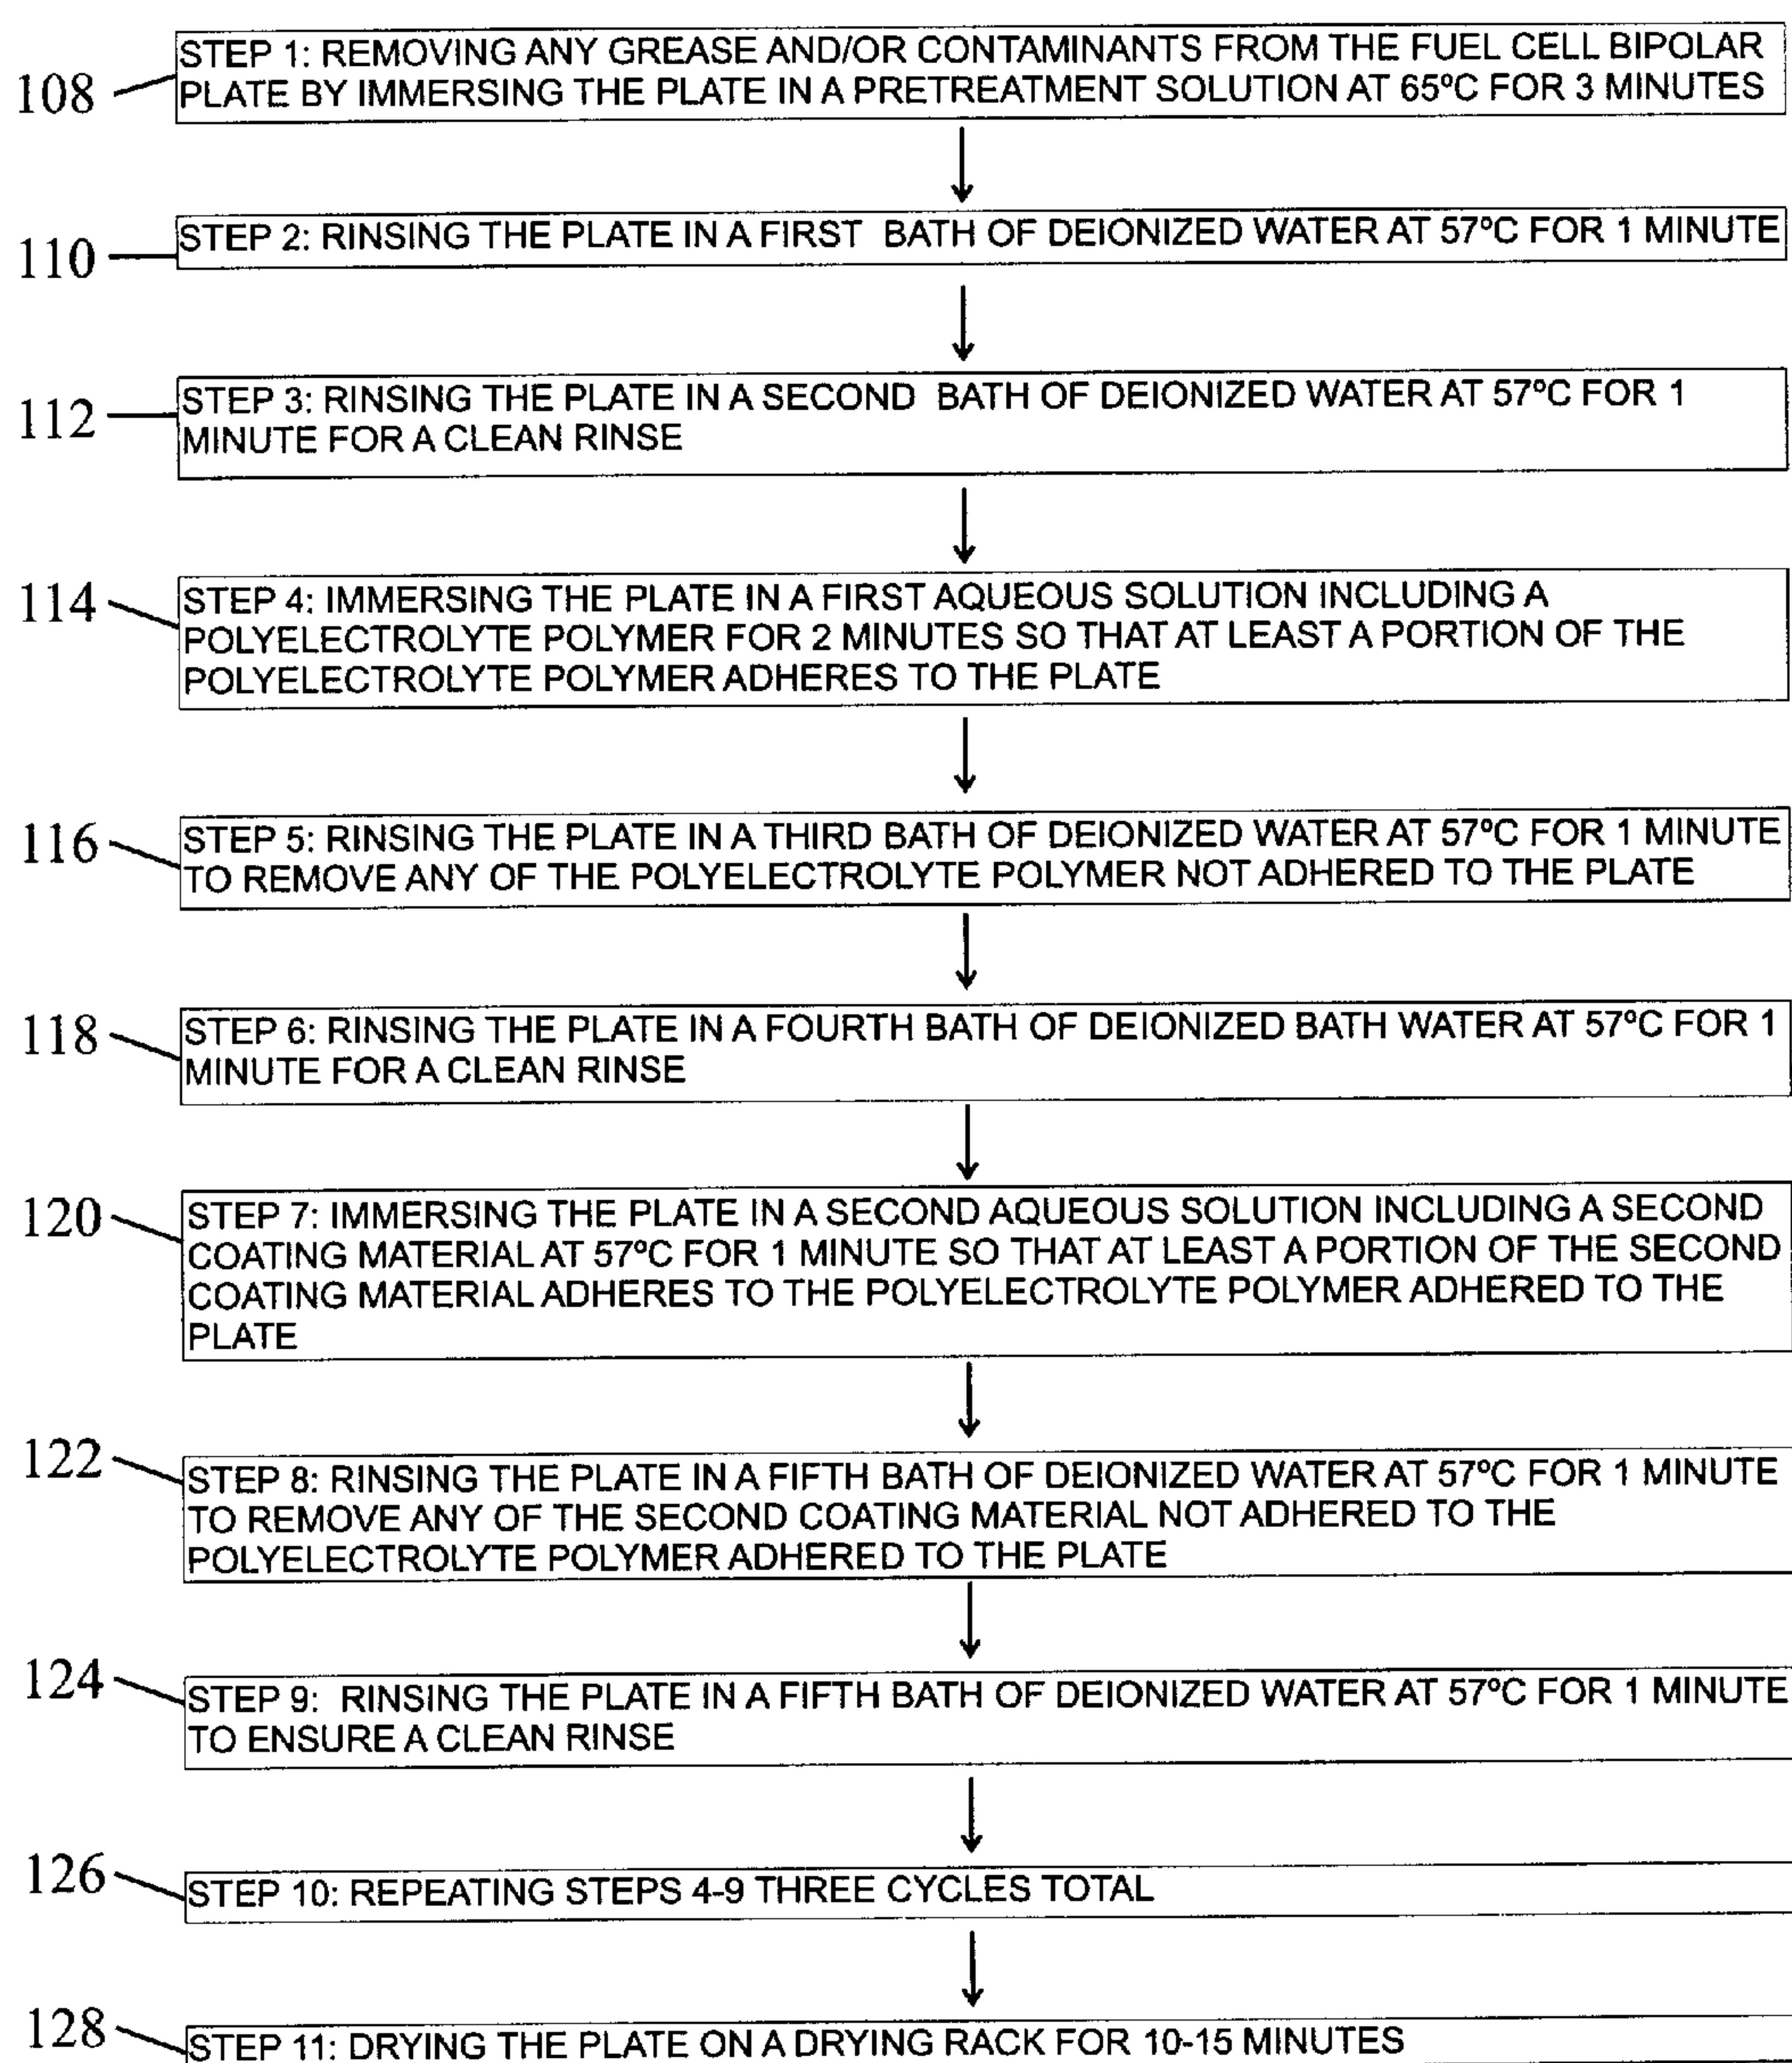 108
STEP 1: REMOVING ANY GREASE AND/OR CONTAMINANTS FROM THE FUEL CELL BIPOLAR
PLATE BY IMMERSING THE PLATE IN A PRETREATMENT SOLUTION AT 65ºC FOR 3 MINUTES
110
STEP 2: RINSING THE PLATE IN A FIRST BATH OF DEIONIZED WATER AT 57ºC FOR 1 MINUTE
112
STEP 3: RINSING THE PLATE IN A SECOND BATH OF DEIONIZED WATER AT 57ºC FOR 1
MINUTE FOR A CLEAN RINSE
114
STEP 4: IMMERSING THE PLATE IN A FIRST AQUEOUS SOLUTION INCLUDING A
POLYELECTROLYTE POLYMER FOR 2 MINUTES SO THAT AT LEAST A PORTION OF THE
POLYELECTROLYTE POLYMER ADHERES TO THE PLATE
116
STEP 5: RINSING THE PLATE IN A THIRD BATH OF DEIONIZED WATER AT 57ºC FOR 1 MINUTE
TO REMOVE ANY OF THE POLYELECTROLYTE POLYMER NOT ADHERED TO THE PLATE
118
STEP 6: RINSING THE PLATE IN A FOURTH BATH OF DEIONIZED BATH WATER AT 57ºC FOR 1
MINUTE FOR A CLEAN RINSE
120
STEP 7: IMMERSING THE PLATE IN A SECOND AQUEOUS SOLUTION INCLUDING A SECOND
COATING MATERIAL AT 57ºC FOR 1 MINUTE SO THAT AT LEAST A PORTION OF THE SECOND
COATING MATERIAL ADHERES TO THE POLYELECTROLYTE POLYMER ADHERED TO THE
PLATE
122
STEP 8: RINSING THE PLATE IN A FIFTH BATH OF DEIONIZED WATER AT 57ºC FOR 1 MINUTE
TO REMOVE ANY OF THE SECOND COATING MATERIAL NOT ADHERED TO THE
POLYELECTROLYTE POLYMER ADHERED TO THE PLATE
124
STEP 9: RINSING THE PLATE IN A FIFTH BATH OF DEIONIZED WATER AT 57ºC FOR 1 MINUTE
TO ENSURE A CLEAN RINSE
126
STEP 10: REPEATING STEPS 4-9 THREE CYCLES TOTAL
128
STEP 11: DRYING THE PLATE ON A DRYING RACK FOR 10-15 MINUTES